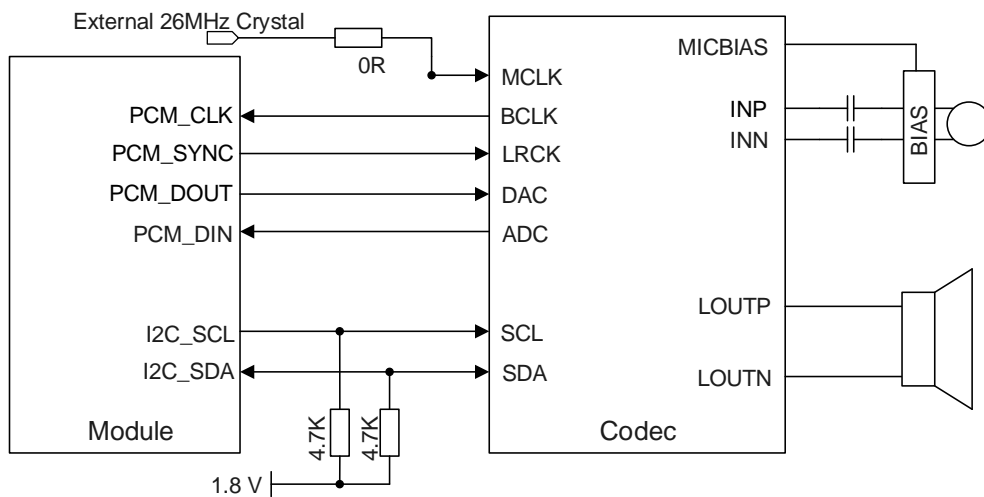 External 26MHz Crystal
0R
MICBIAS
MCLK
PCM_CLK
BCLK
INP
BIAS
INN
PCM_SYNC
LRCK
PCM_DOUT
DAC
PCM_DIN
ADC
LOUTP
I2C_SCL
SCL
I2C_SDA
SDA
LOUTN
4.7K
4.7K
Module
Codec
1.8 V